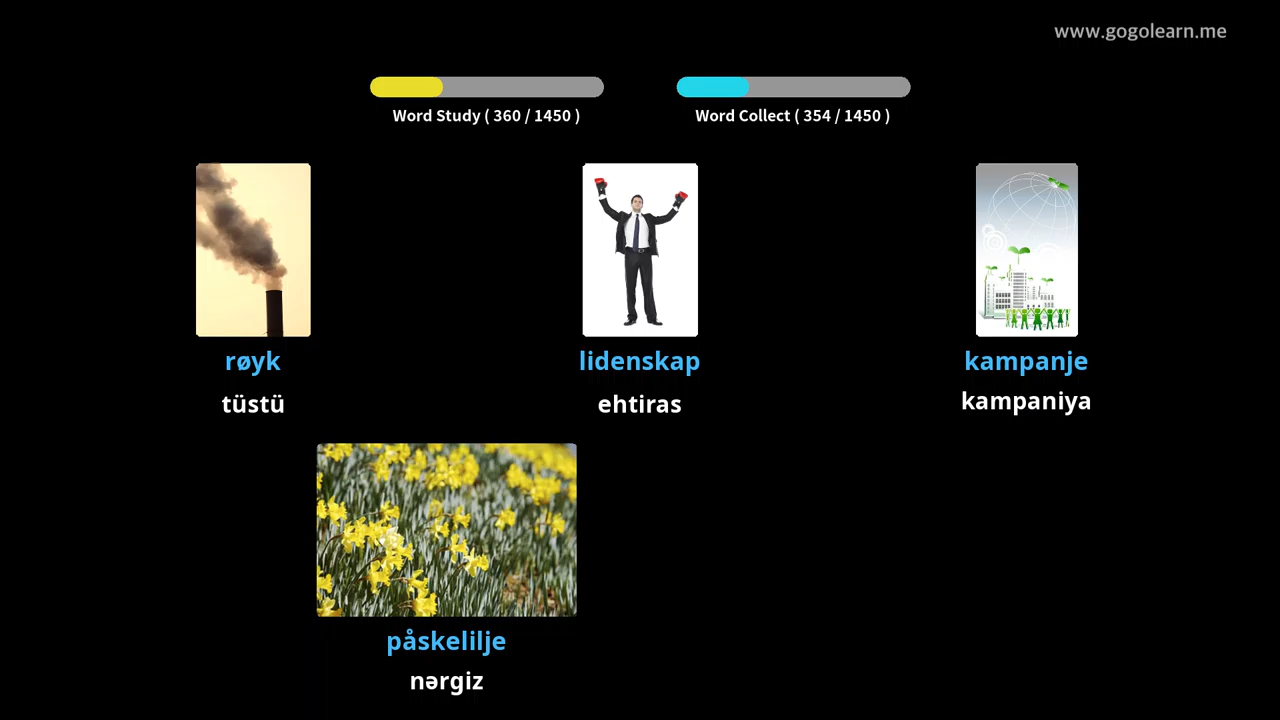 www.gogolearn.me
Word Study ( 360 / 1450 )
Word Collect ( 354 / 1450 )
røyk
lidenskap
kampanje
tüstü
ehtiras
kampaniya
påskelilje
nərgiz